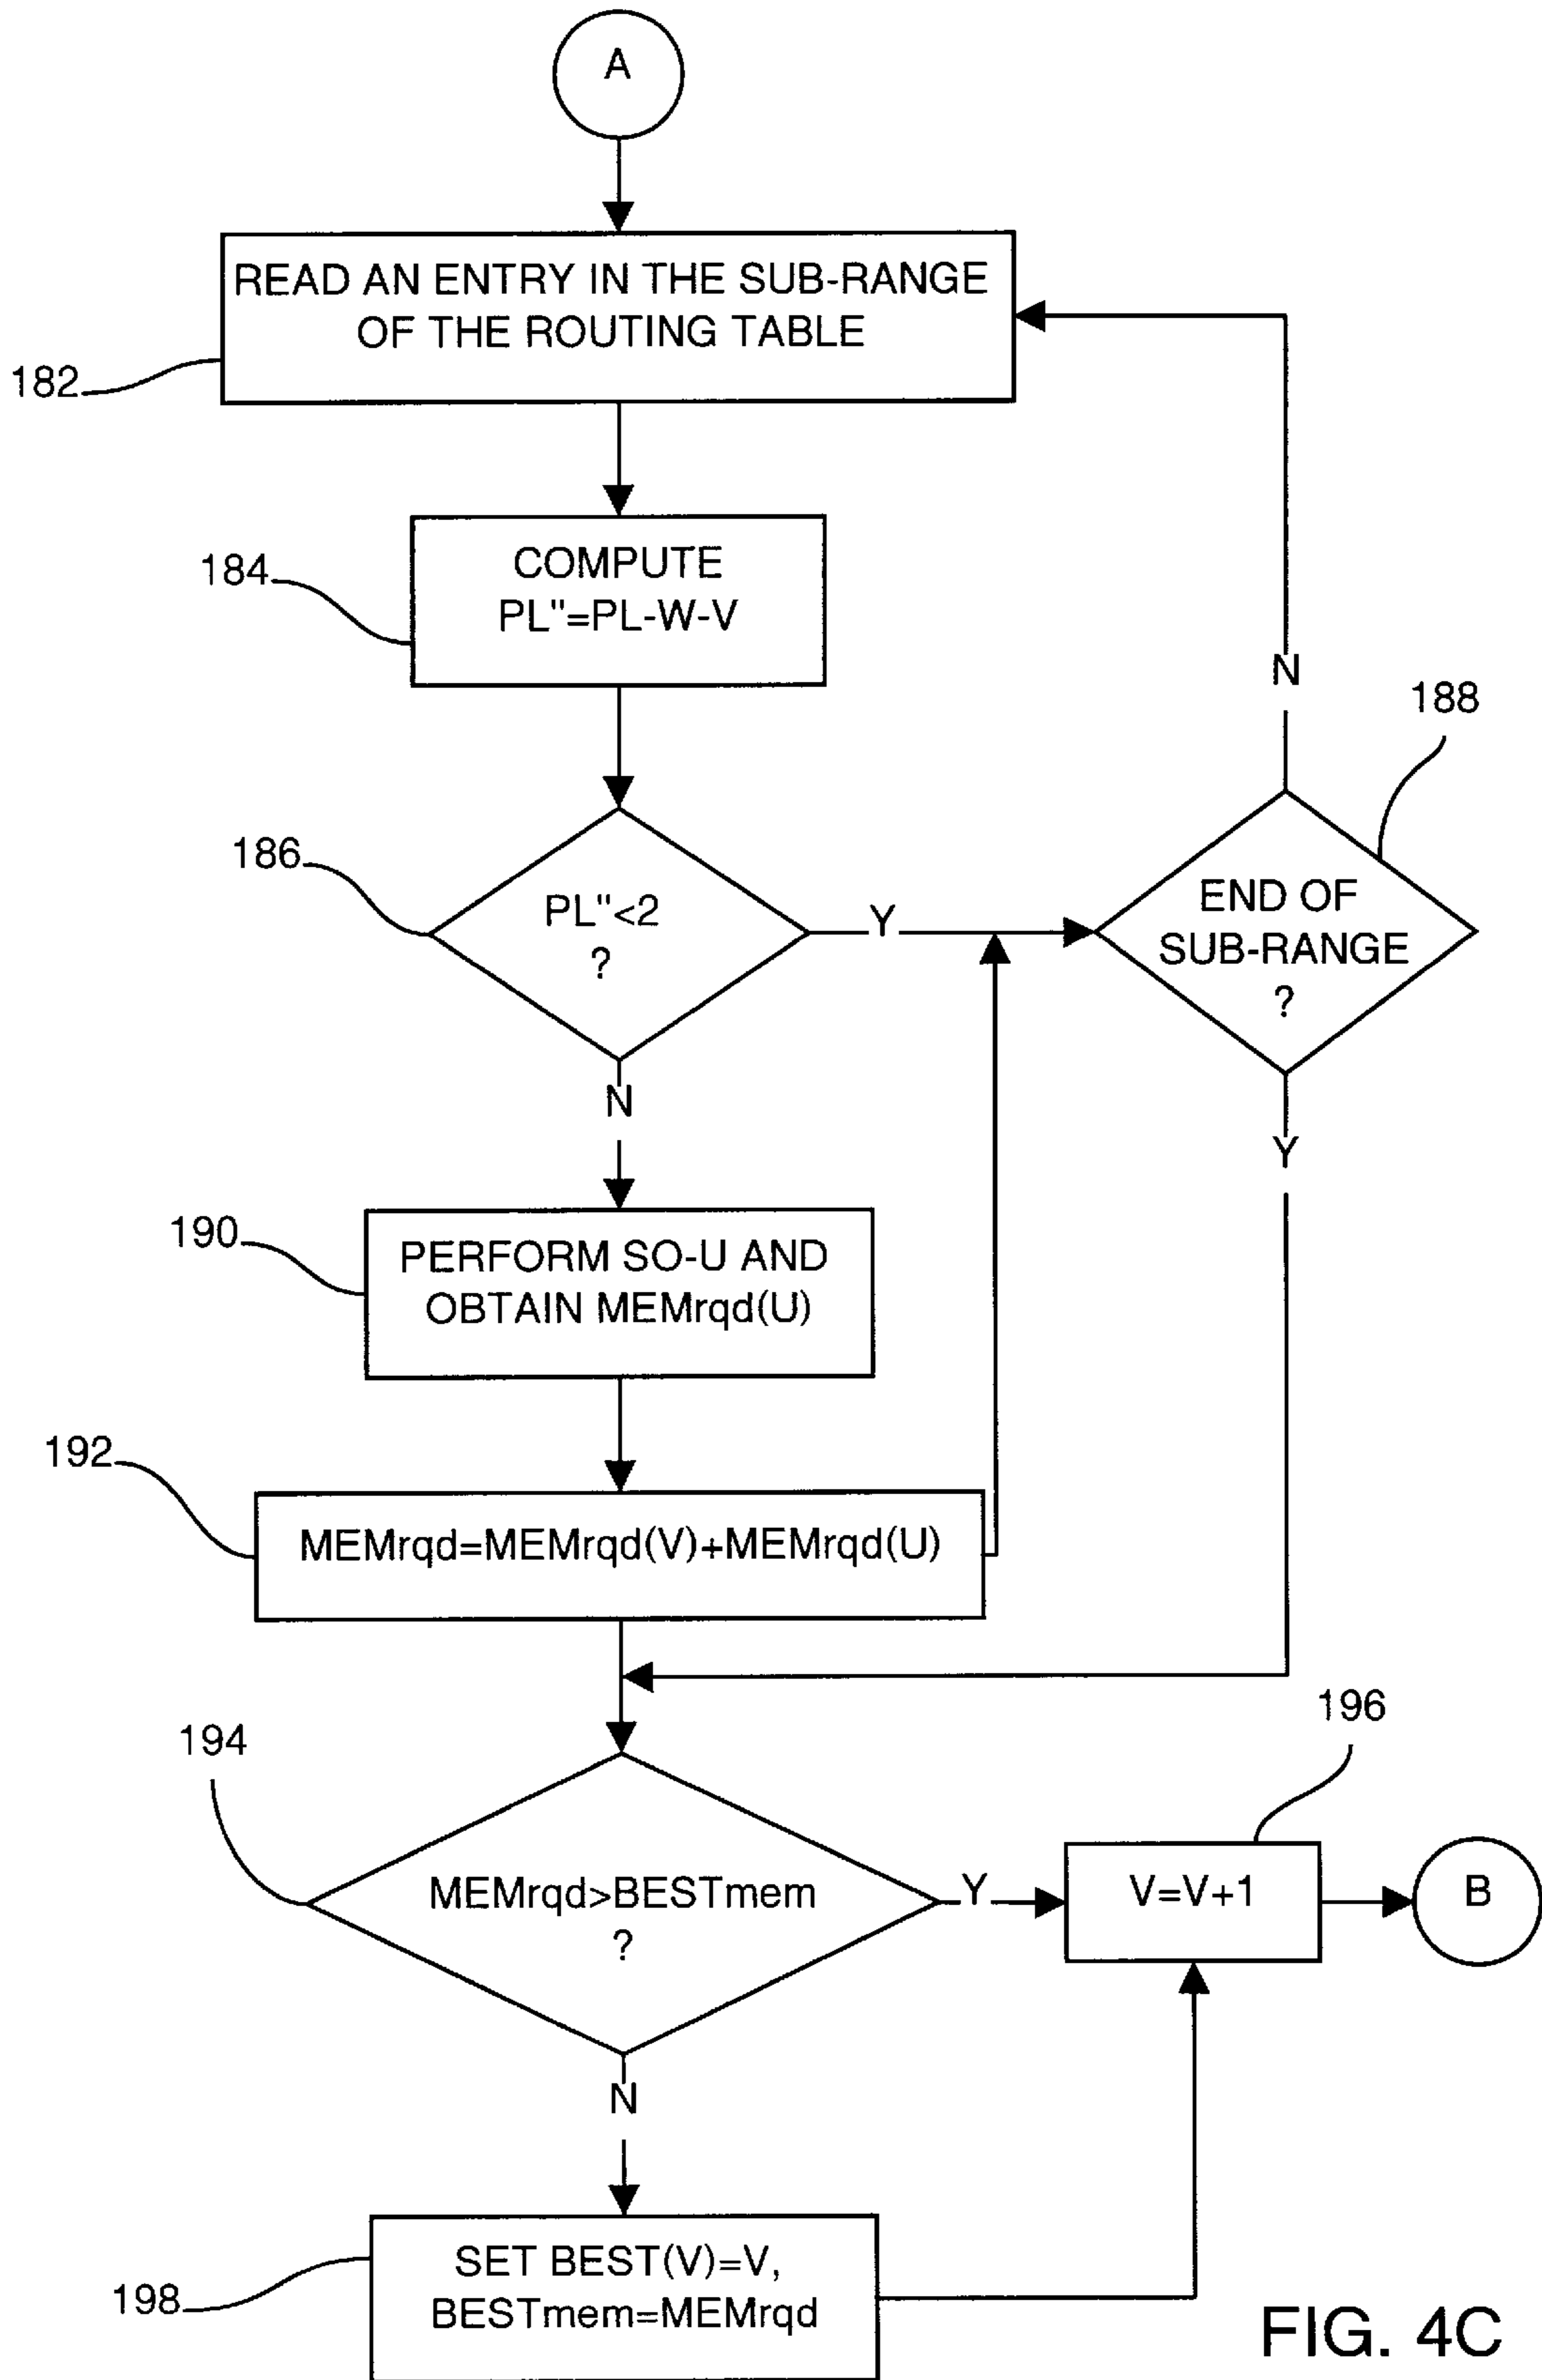 A
READ AN ENTRY IN THE SUB-RANGE
OF THE ROUTING TABLE
182
COMPUTE
PL"=PL-W-V
184
N
188
186
PL"<2
?
Y
END OF
SUB-RANGE
?
N
Y
190
PERFORM SO-U AND
OBTAIN MEMrqd(U)
192
MEMrqd=MEMrqd(V)+MEMrqd(U)
194
196
MEMrqd>BESTmem
?
Y
V=V+1
B
N
SET BEST(V)=V,
BESTmem=MEMrqd
198
FIG. 4C